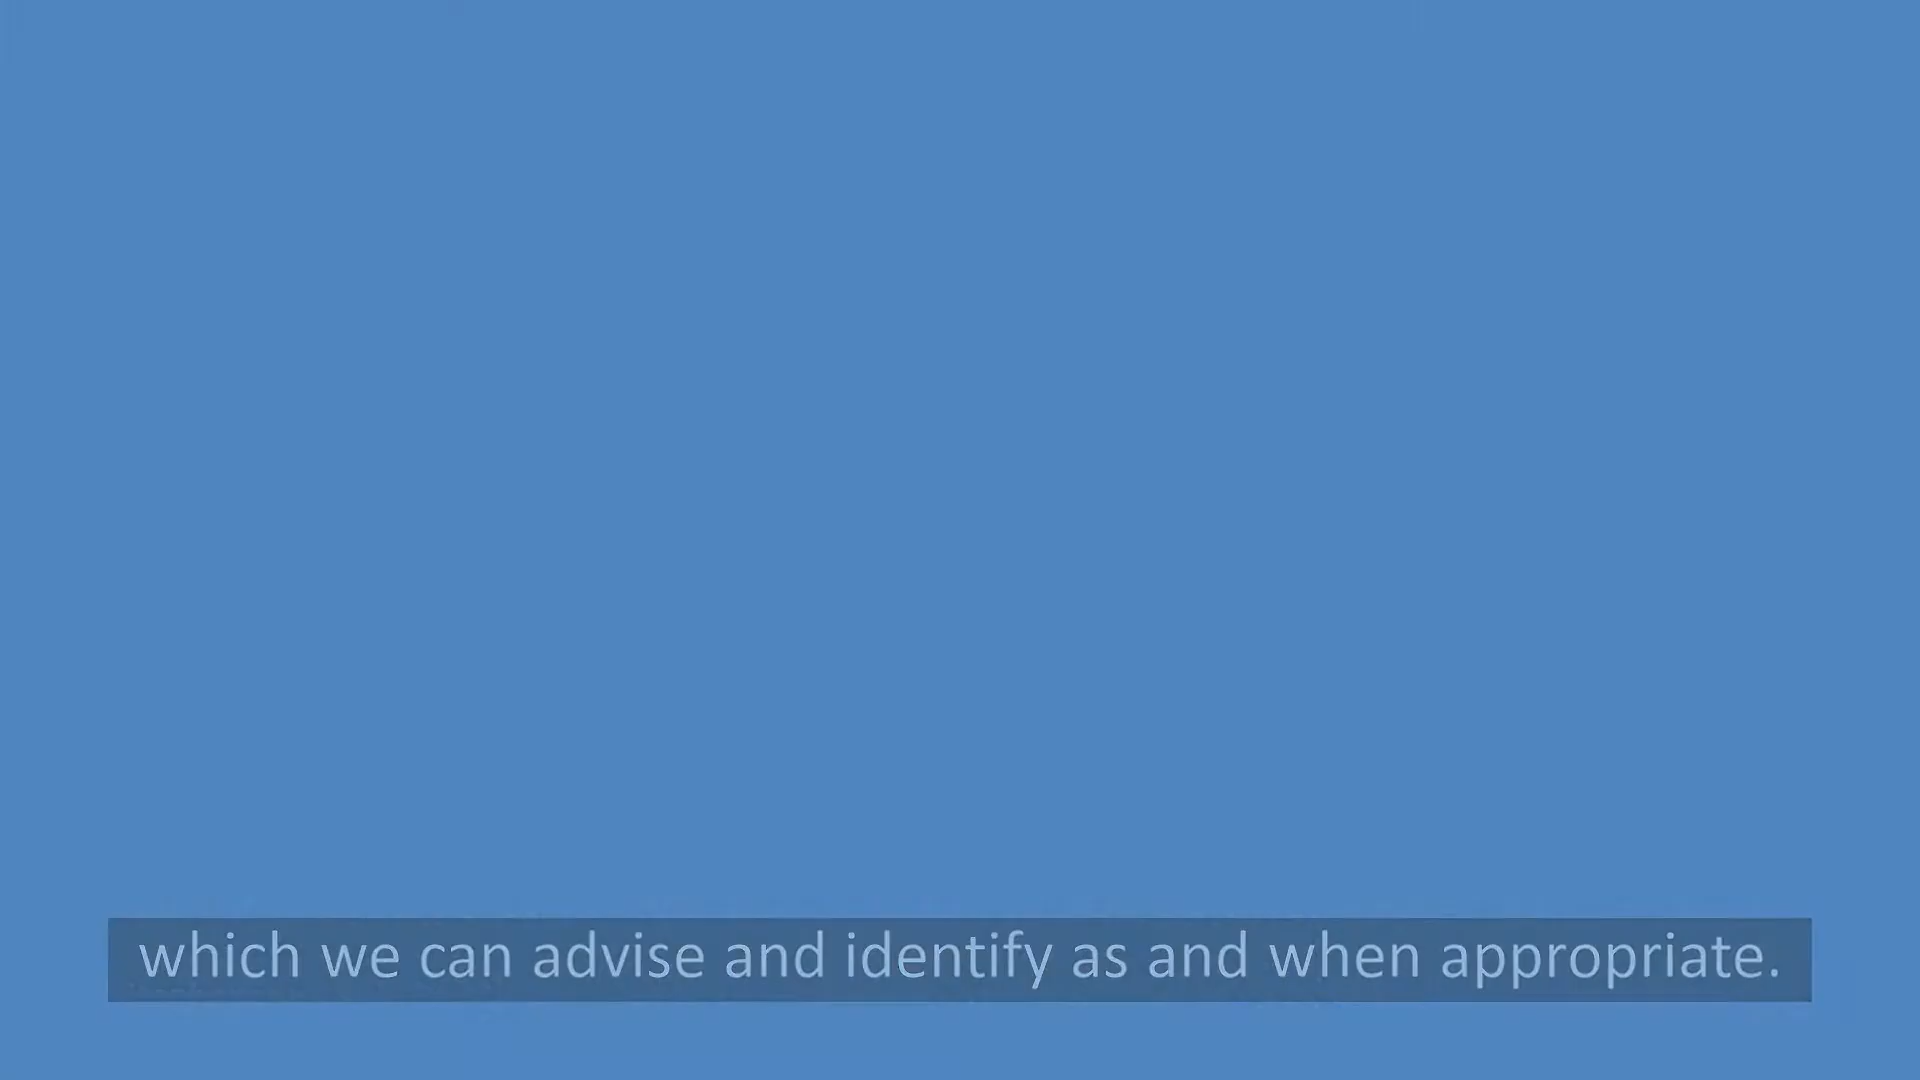 which we can advise and identify as and when appropriate.